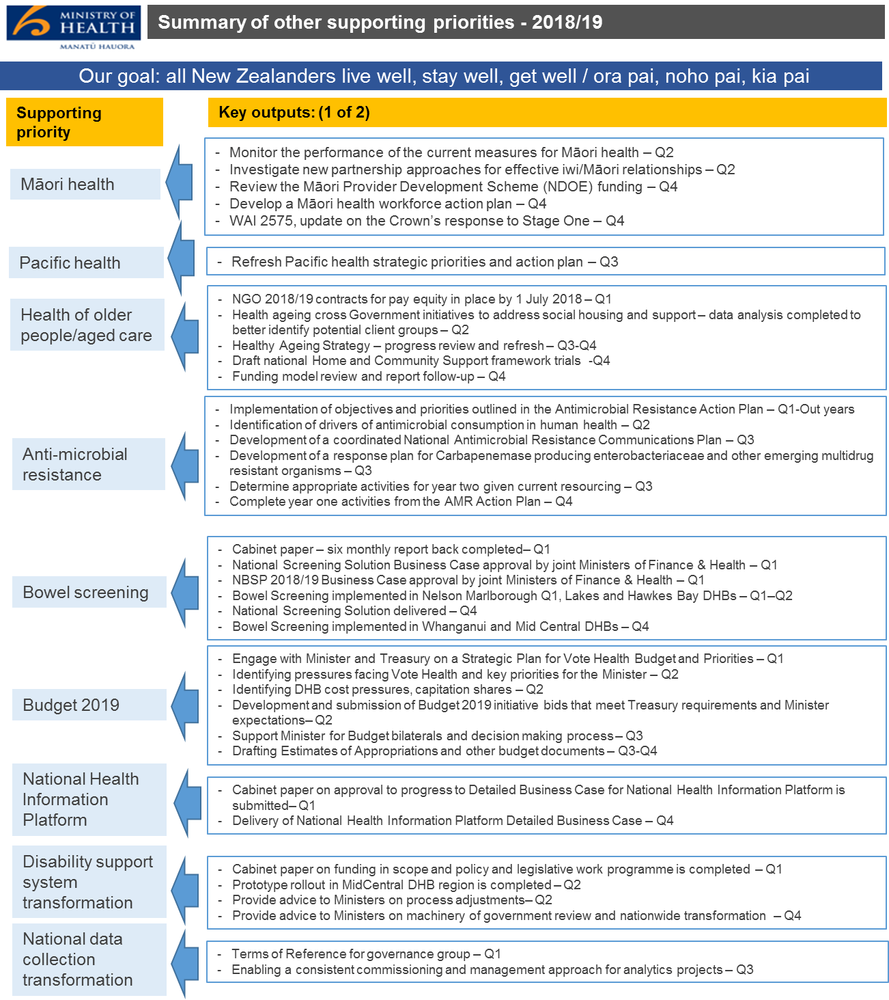 MINISTRY OF
HEALTH
MANATŪ HAUORA
Summary of other supporting priorities - 2018/19
Our goal: all New Zealanders live well, stay well, get well / ora pai, noho pai, kia pai
Supporting
priority
Key outputs: (1 of 2)
Māori health
- Monitor the performance of the current measures for Māori health – Q2
- Investigate new partnership approaches for effective iwi/Māori relationships – Q2
- Review the Māori Provider Development Scheme (NDOE) funding – Q4
- Develop a Māori health workforce action plan – Q4
- WAI 2575, update on the Crown's response to Stage One – Q4
Pacific health
- Refresh Pacific health strategic priorities and action plan – Q3
Health of older
people/aged care
- NGO 2018/19 contracts for pay equity in place by 1 July 2018 – Q1
- Health ageing cross Government initiatives to address social housing and support – data analysis completed to
better identify potential client groups – Q2
- Healthy Ageing Strategy – progress review and refresh – Q3-Q4
- Draft national Home and Community Support framework trials -Q4
- Funding model review and report follow-up – Q4
Anti-microbial
resistance
- Implementation of objectives and priorities outlined in the Antimicrobial Resistance Action Plan – Q1-Out years
- Identification of drivers of antimicrobial consumption in human health – Q2
- Development of a coordinated National Antimicrobial Resistance Communications Plan – Q3
- Development of a response plan for Carbapenemase producing enterobacteriaceae and other emerging multidrug
resistant organisms – Q3
- Determine appropriate activities for year two given current resourcing – Q3
- Complete year one activities from the AMR Action Plan – Q4
Bowel screening
- Cabinet paper – six monthly report back completed– Q1
- National Screening Solution Business Case approval by joint Ministers of Finance & Health – Q1
- NBSP 2018/19 Business Case approval by joint Ministers of Finance & Health – Q1
- Bowel Screening implemented in Nelson Marlborough Q1, Lakes and Hawkes Bay DHBs – Q1–Q2
- National Screening Solution delivered – Q4
- Bowel Screening implemented in Whanganui and Mid Central DHBs – Q4
Budget 2019
- Engage with Minister and Treasury on a Strategic Plan for Vote Health Budget and Priorities – Q1
- Identifying pressures facing Vote Health and key priorities for the Minister – Q2
- Identifying DHB cost pressures, capitation shares – Q2
- Development and submission of Budget 2019 initiative bids that meet Treasury requirements and Minister
expectations– Q2
- Support Minister for Budget bilaterals and decision making process – Q3
- Drafting Estimates of Appropriations and other budget documents – Q3-Q4
National Health
Information
Platform
- Cabinet paper on approval to progress to Detailed Business Case for National Health Information Platform is
submitted– Q1
- Delivery of National Health Information Platform Detailed Business Case – Q4
Disability support
system
transformation
- Cabinet paper on funding in scope and policy and legislative work programme is completed – Q1
- Prototype rollout in MidCentral DHB region is completed – Q2
- Provide advice to Ministers on process adjustments– Q2
- Provide advice to Ministers on machinery of government review and nationwide transformation – Q4
National data
collection
transformation
- Terms of Reference for governance group – Q1
- Enabling a consistent commissioning and management approach for analytics projects – Q3